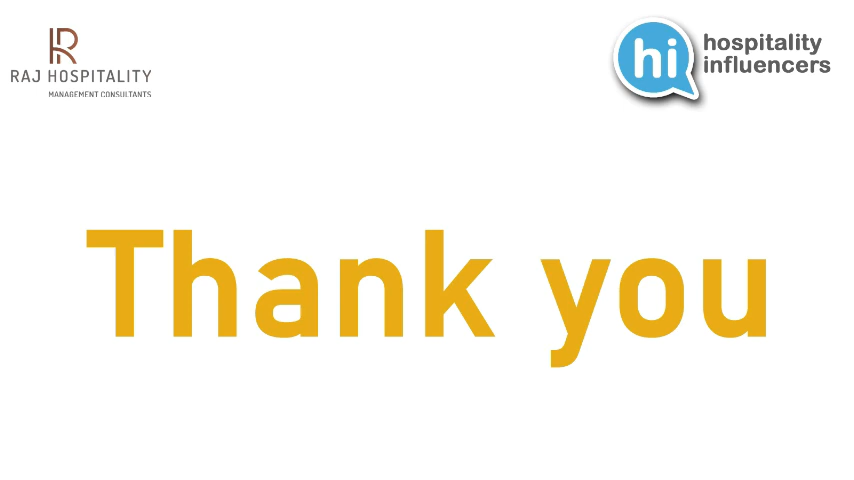 RAJ HOSPITALITY
MANAGEMENT CONSULTANTS
hi
hospitality
influencers
Thank you